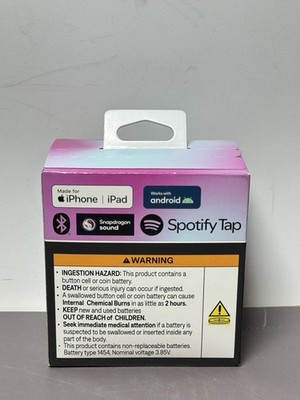 Made for
iPhone | iPad
Works with
android
Snapdragon
sound
Spotify Tap
WARNING
• INGESTION HAZARD: This product contains a
button cell or coin battery.
• DEATH or serious injury can occur if ingested.
• A swallowed button cell or coin battery can cause
Internal Chemical Burns in as little as 2 hours.
• KEEP new and used batteries
OUT OF REACH of CHILDREN.
• Seek immediate medical attention if a battery is
suspected to be swallowed or inserted inside any
part of the body.
• This product contains non-replaceable batteries.
Battery type 1454, Nominal voltage 3.85V.